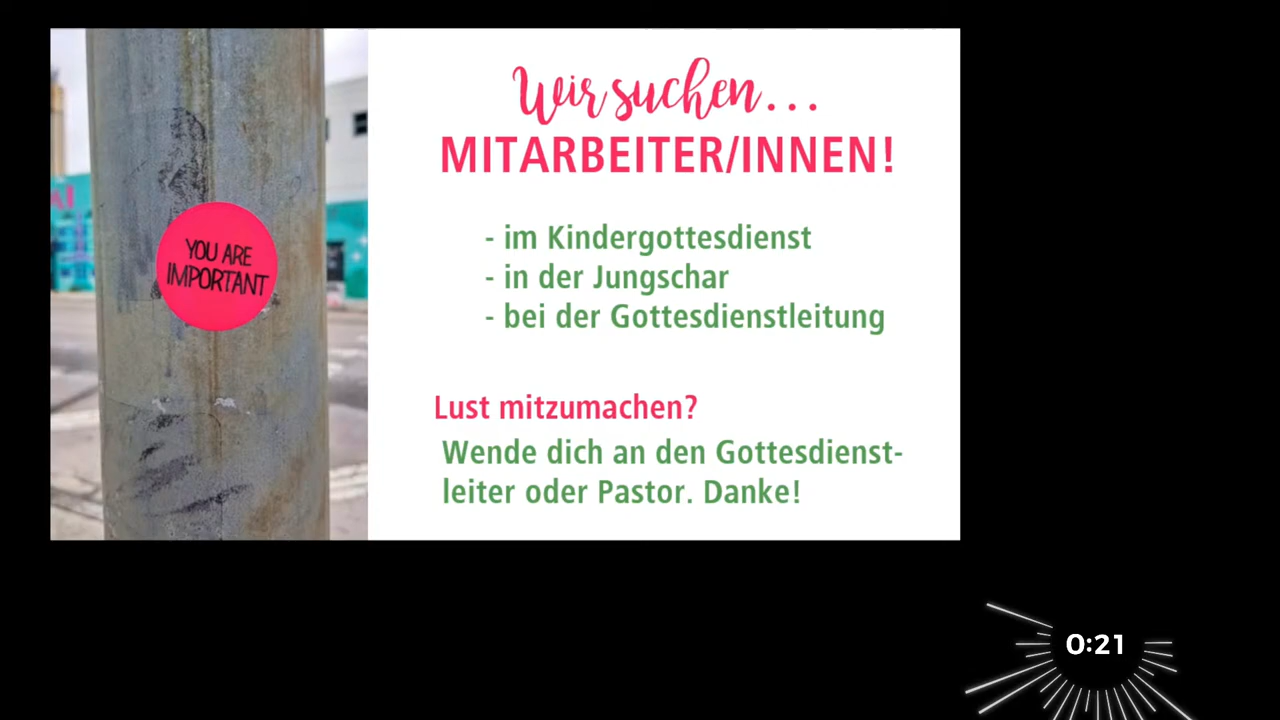 YOU ARE
IMPORTANT
Wir suchen...
MITARBEITER/INNEN!
- im Kindergottesdienst
- in der Jungschar
- bei der Gottesdienstleitung
Lust mitzumachen?
Wende dich an den Gottesdienst-
leiter oder Pastor. Danke!
0:21